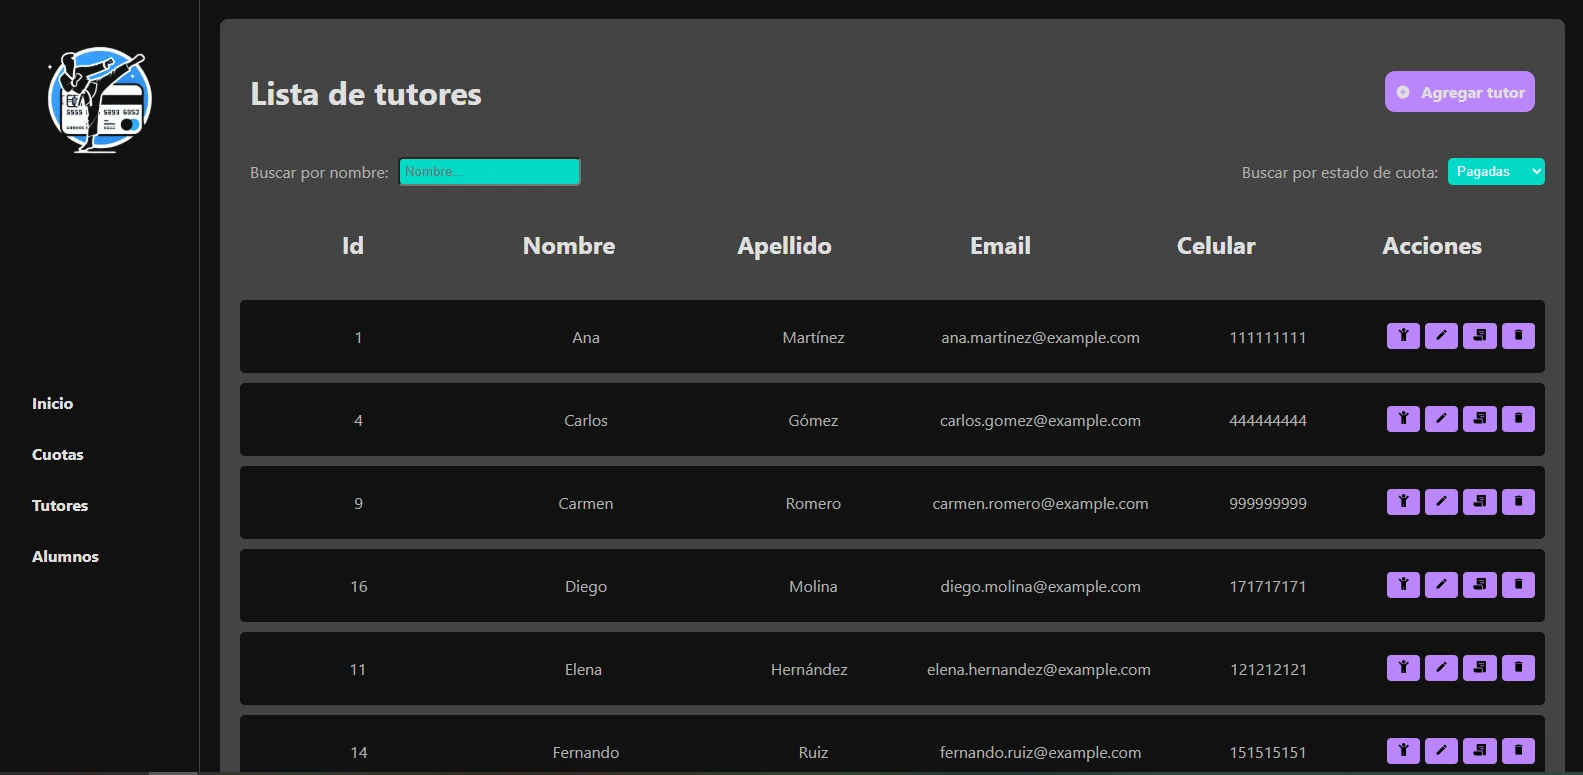 5555 5393 6953
Lista de tutores
Agregar tutor
Buscar por nombre: Nombre...
Buscar por estado de cuota: Pagadas
Id Nombre Apellido Email Celular Acciones
1 Ana Martínez ana.martinez@example.com 111111111
4 Carlos Gómez carlos.gomez@example.com 444444444
9 Carmen Romero carmen.romero@example.com 999999999
16 Diego Molina diego.molina@example.com 171717171
11 Elena Hernández elena.hernandez@example.com 121212121
14 Fernando Ruiz fernando.ruiz@example.com 151515151
Inicio
Cuotas
Tutores
Alumnos